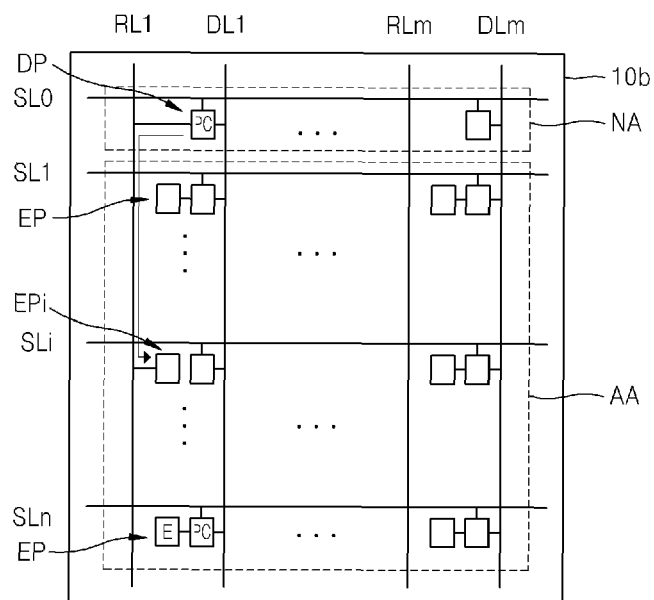 RL1 DL1 RLm DLm
DP
10b
SL0
PC
...
NA
SL1
EP
...
EPi
SLi
...
AA
...
SLn
E PC
...
EP